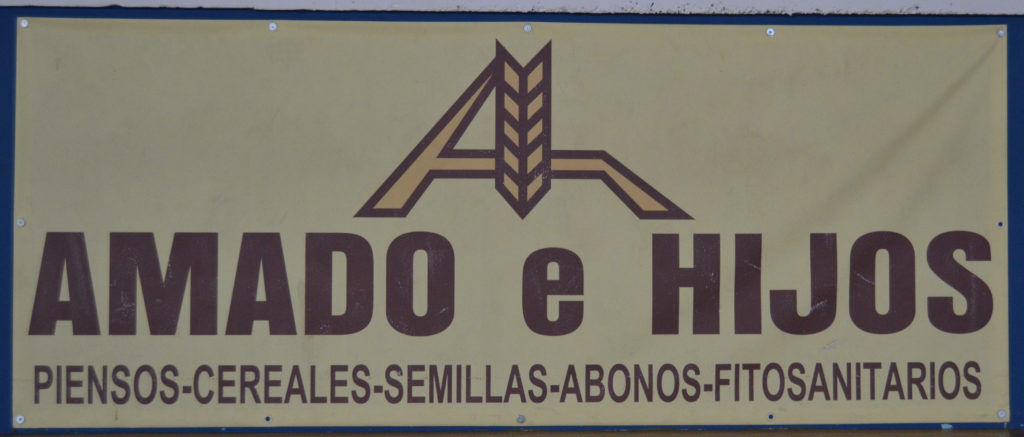 AMADO e HIJOS
PIENSOS-CEREALES-SEMILLAS-ABONOS-FITOSANITARIOS